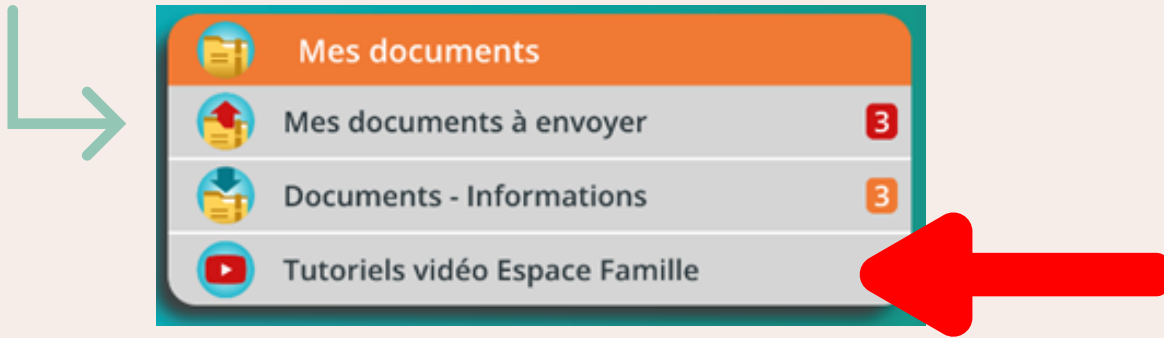 Mes documents
Mes documents à envoyer 3
Documents - Informations 3
Tutoriels vidéo Espace Famille